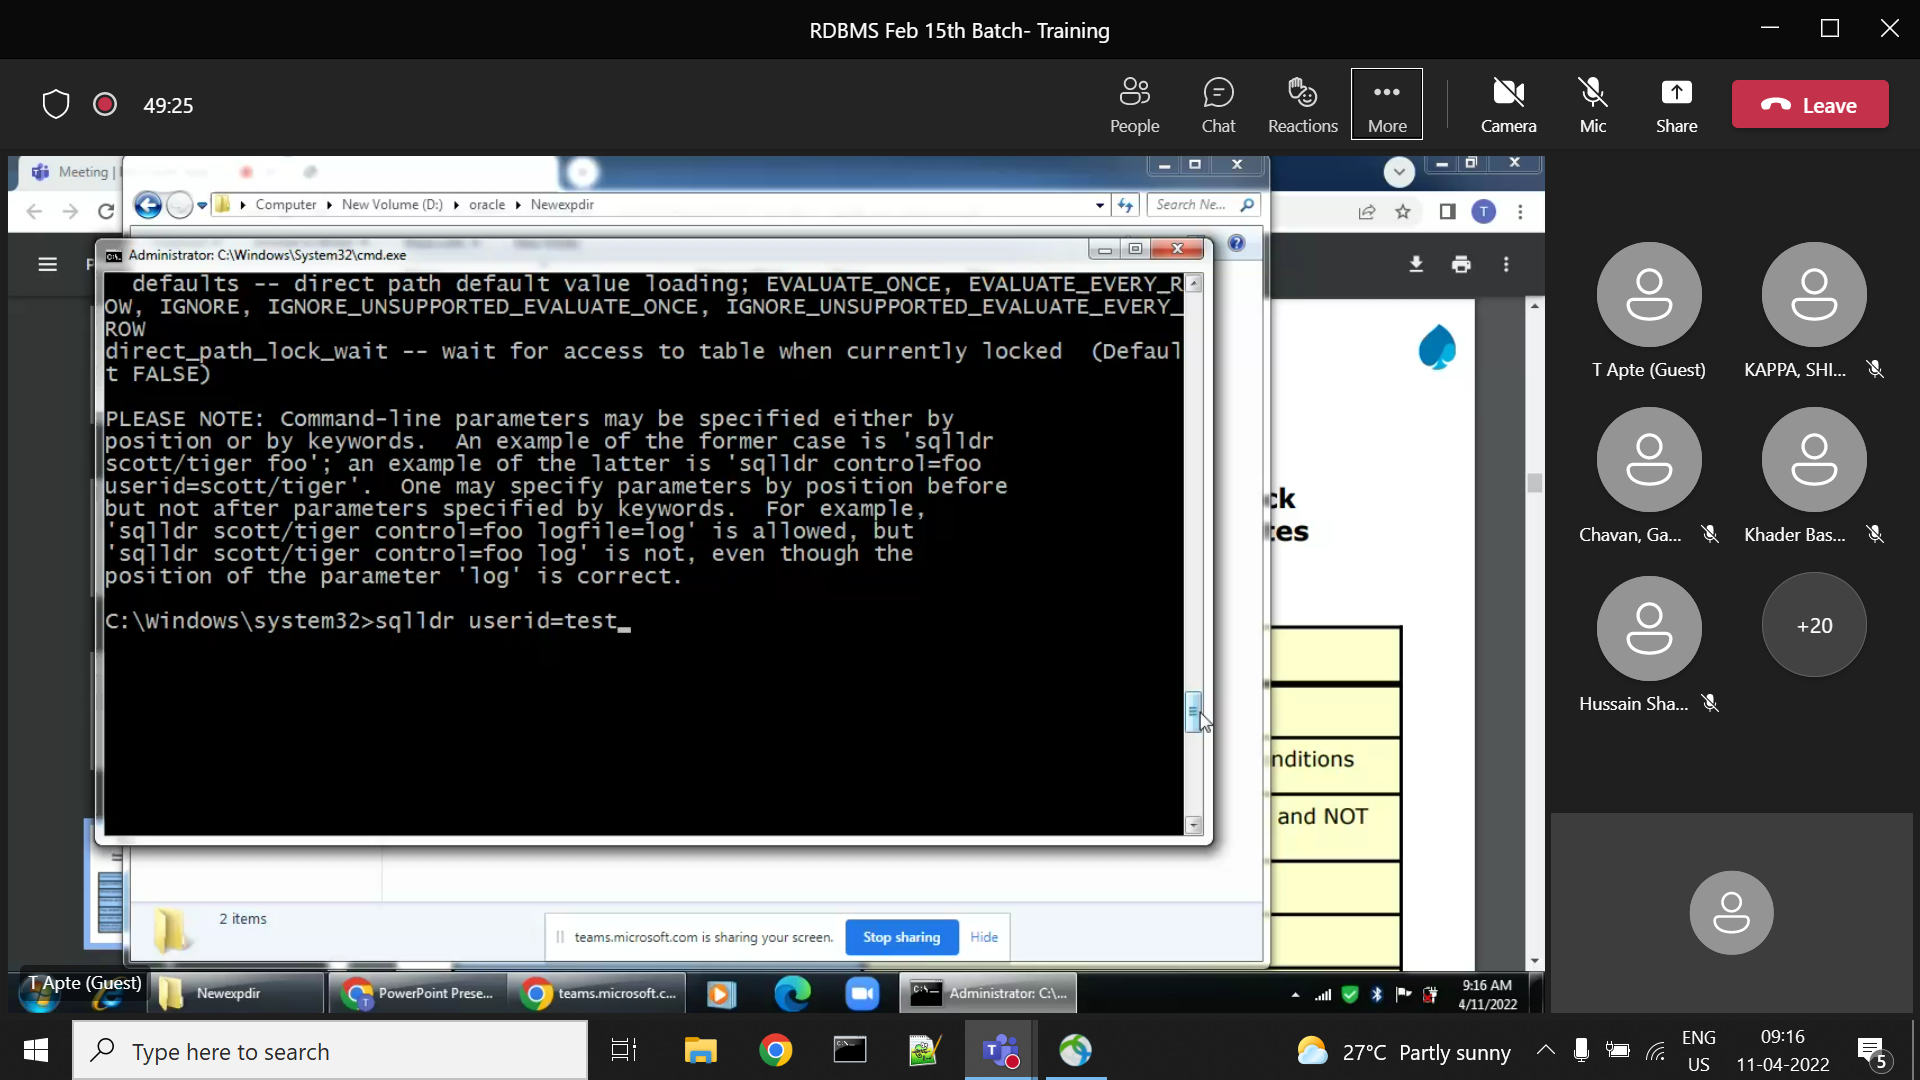 RDBMS Feb 15th Batch- Training
49:25
People
Chat
Reactions
More
Camera
Mic
Share
Leave
Meeting |
Computer
New Volume (D:)
oracle
Newexpdir
Search Ne...
T
Administrator: C:\Windows\System32\cmd.exe
defaults -- direct path default value loading; EVALUATE_ONCE, EVALUATE_EVERY_R
OW, IGNORE, IGNORE_UNSUPPORTED_EVALUATE_ONCE, IGNORE_UNSUPPORTED_EVALUATE_EVERY_
ROW
direct_path_lock_wait -- wait for access to table when currently locked  (Defaul
t FALSE)
PLEASE NOTE: Command-line parameters may be specified either by
position or by keywords.  An example of the former case is 'sqlldr
scott/tiger foo'; an example of the latter is 'sqlldr control=foo
userid=scott/tiger'.  One may specify parameters by position before
but not after parameters specified by keywords.  For example,
'sqlldr scott/tiger control=foo logfile=log' is allowed, but
'sqlldr scott/tiger control=foo log' is not, even though the
position of the parameter 'log' is correct.
C:\Windows\system32>sqlldr userid=test_
ck
tes
nditions
and NOT
T Apte (Guest)
KAPPA, SHI...
Chavan, Ga...
Khader Bas...
Hussain Sha...
+20
2 items
teams.microsoft.com is sharing your screen.
Stop sharing
Hide
T Apte (Guest)
Newexpdir
PowerPoint Prese...
teams.microsoft.c...
Administrator: C:\...
9:16 AM
4/11/2022
Type here to search
27°C Partly sunny
ENG
US
09:16
11-04-2022
5